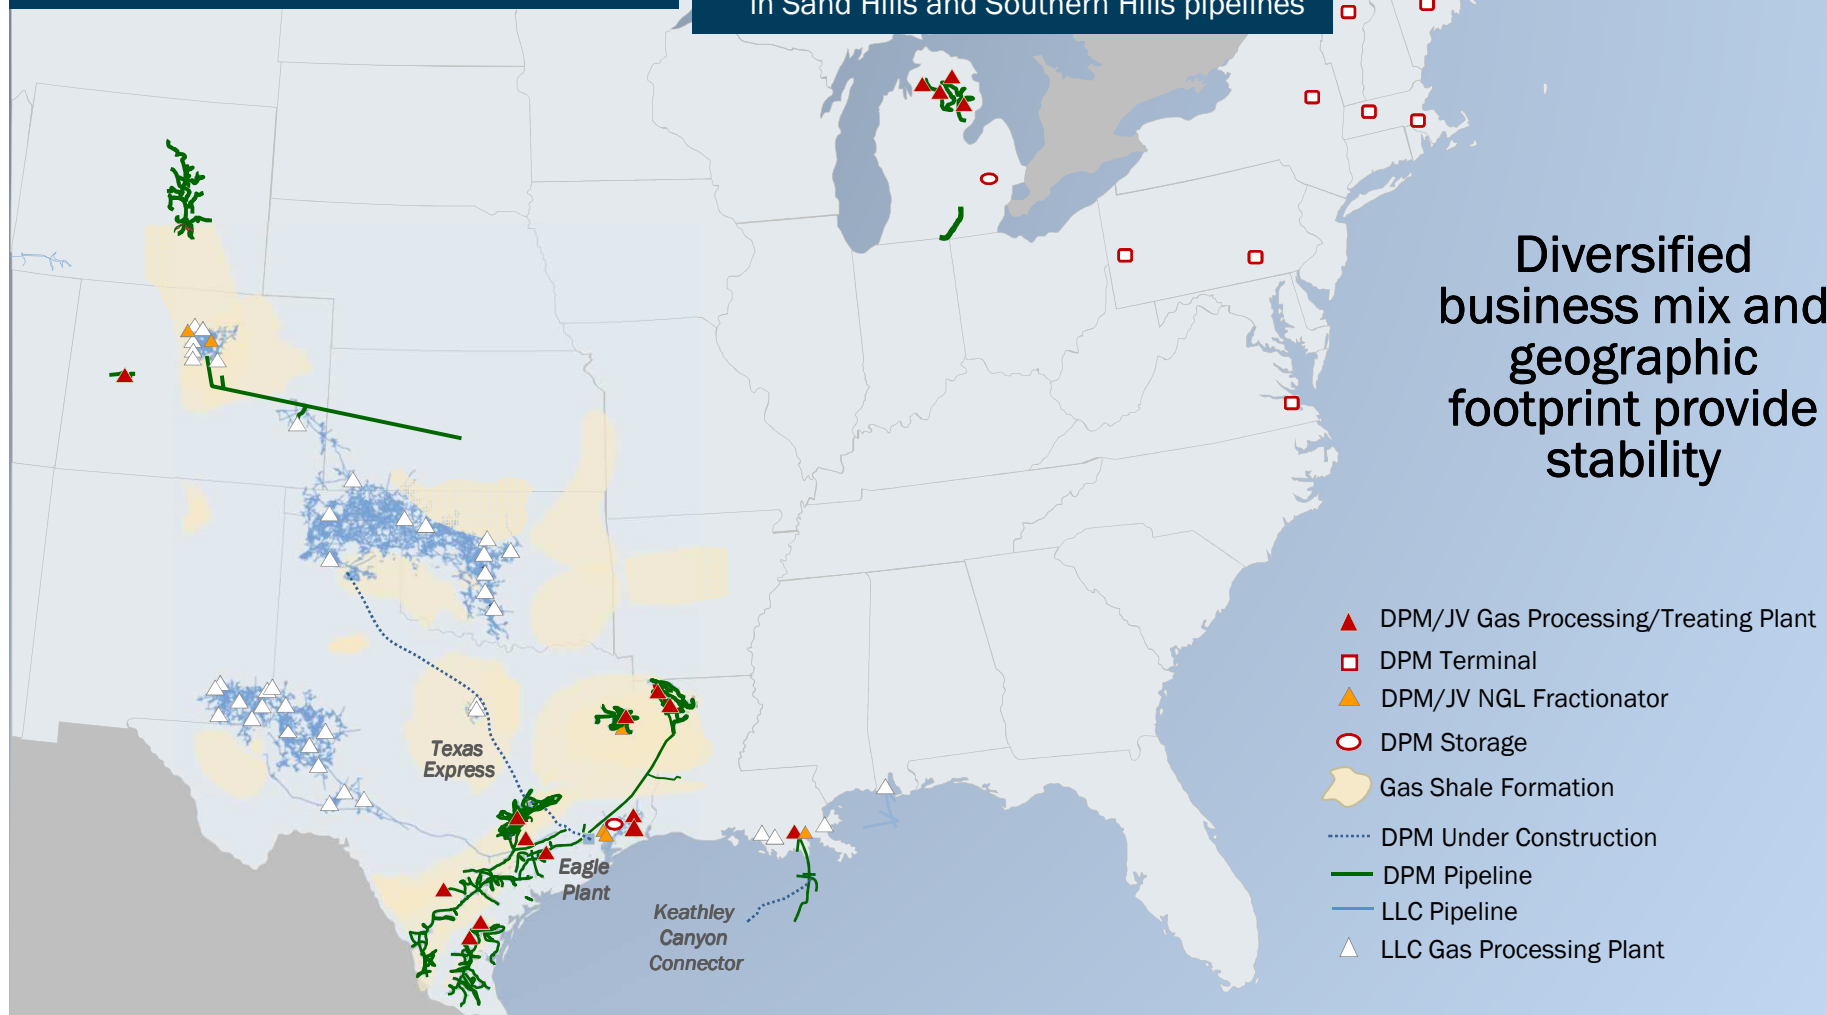 in Sand Hills and Southern Hills pipelines
Diversified
business mix and
geographic
footprint provide
stability
Texas
Express
Eagle
Plant
Keathley
Canyon
Connector
DPM/JV Gas Processing/Treating Plant
DPM Terminal
DPM/JV NGL Fractionator
DPM Storage
Gas Shale Formation
DPM Under Construction
DPM Pipeline
LLC Pipeline
LLC Gas Processing Plant